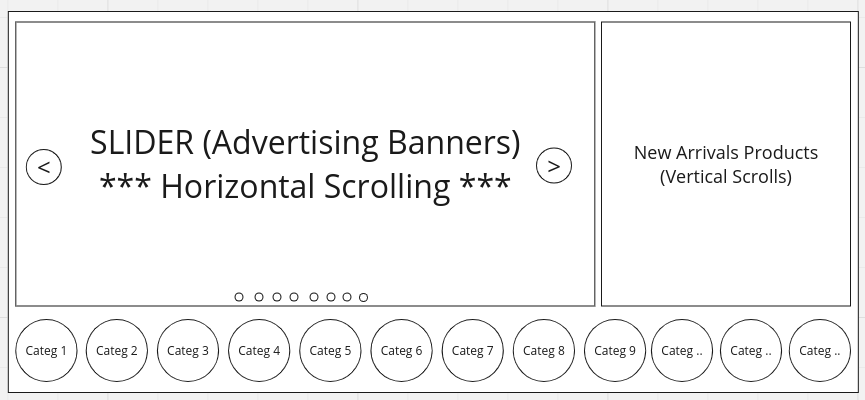 SLIDER (Advertising Banners)
*** Horizontal Scrolling ***
<
>
New Arrivals Products
(Vertical Scrolls)
Categ 1
Categ 2
Categ 3
Categ 4
Categ 5
Categ 6
Categ 7
Categ 8
Categ 9
Categ ..
Categ ..
Categ ..